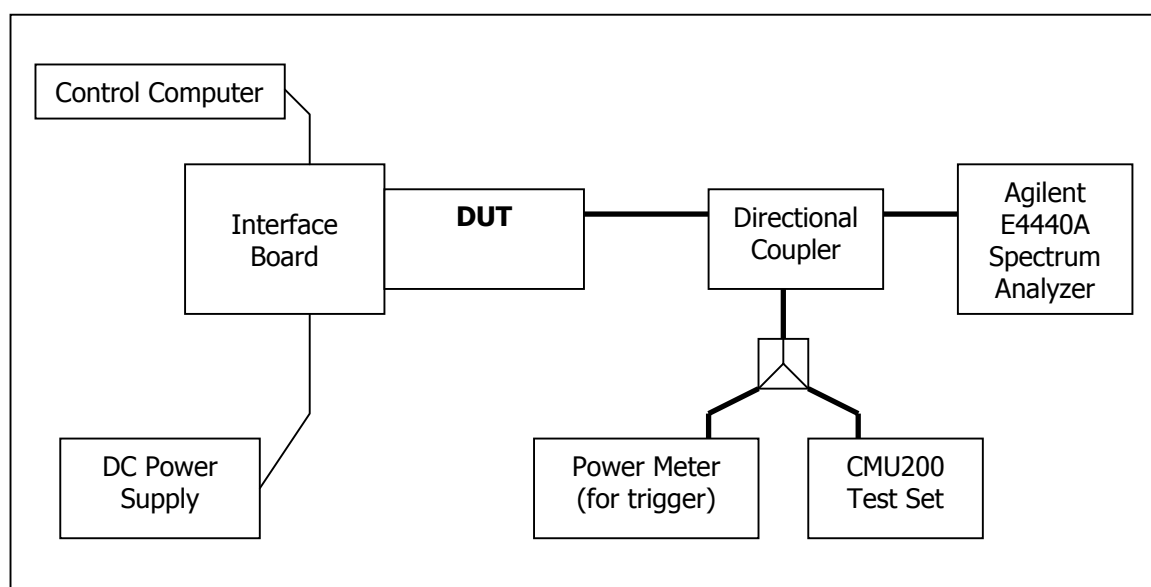 Control Computer
Interface
Board
DUT
Directional
Coupler
Agilent
E4440A
Spectrum
Analyzer
DC Power
Supply
Power Meter
(for trigger)
CMU200
Test Set